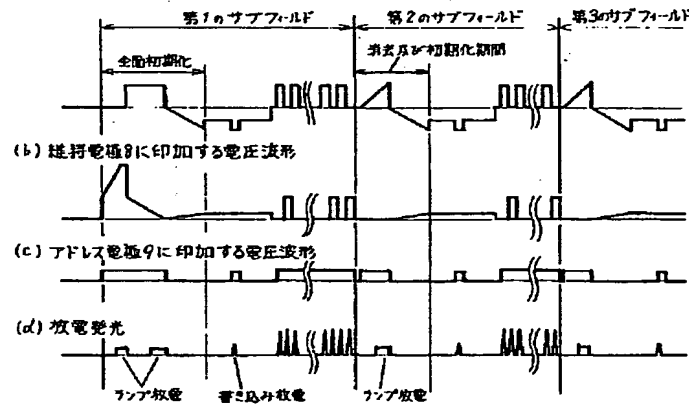 第1のサブフィールド
第2のサブフィールド
第3のサブフィールド
全面初期化
消去及び初期化期間
(b) 維持電極8に印加する電圧波形
(c) アドレス電極9に印加する電圧波形
(d) 放電発光
ランプ放電
書き込み放電
ランプ放電